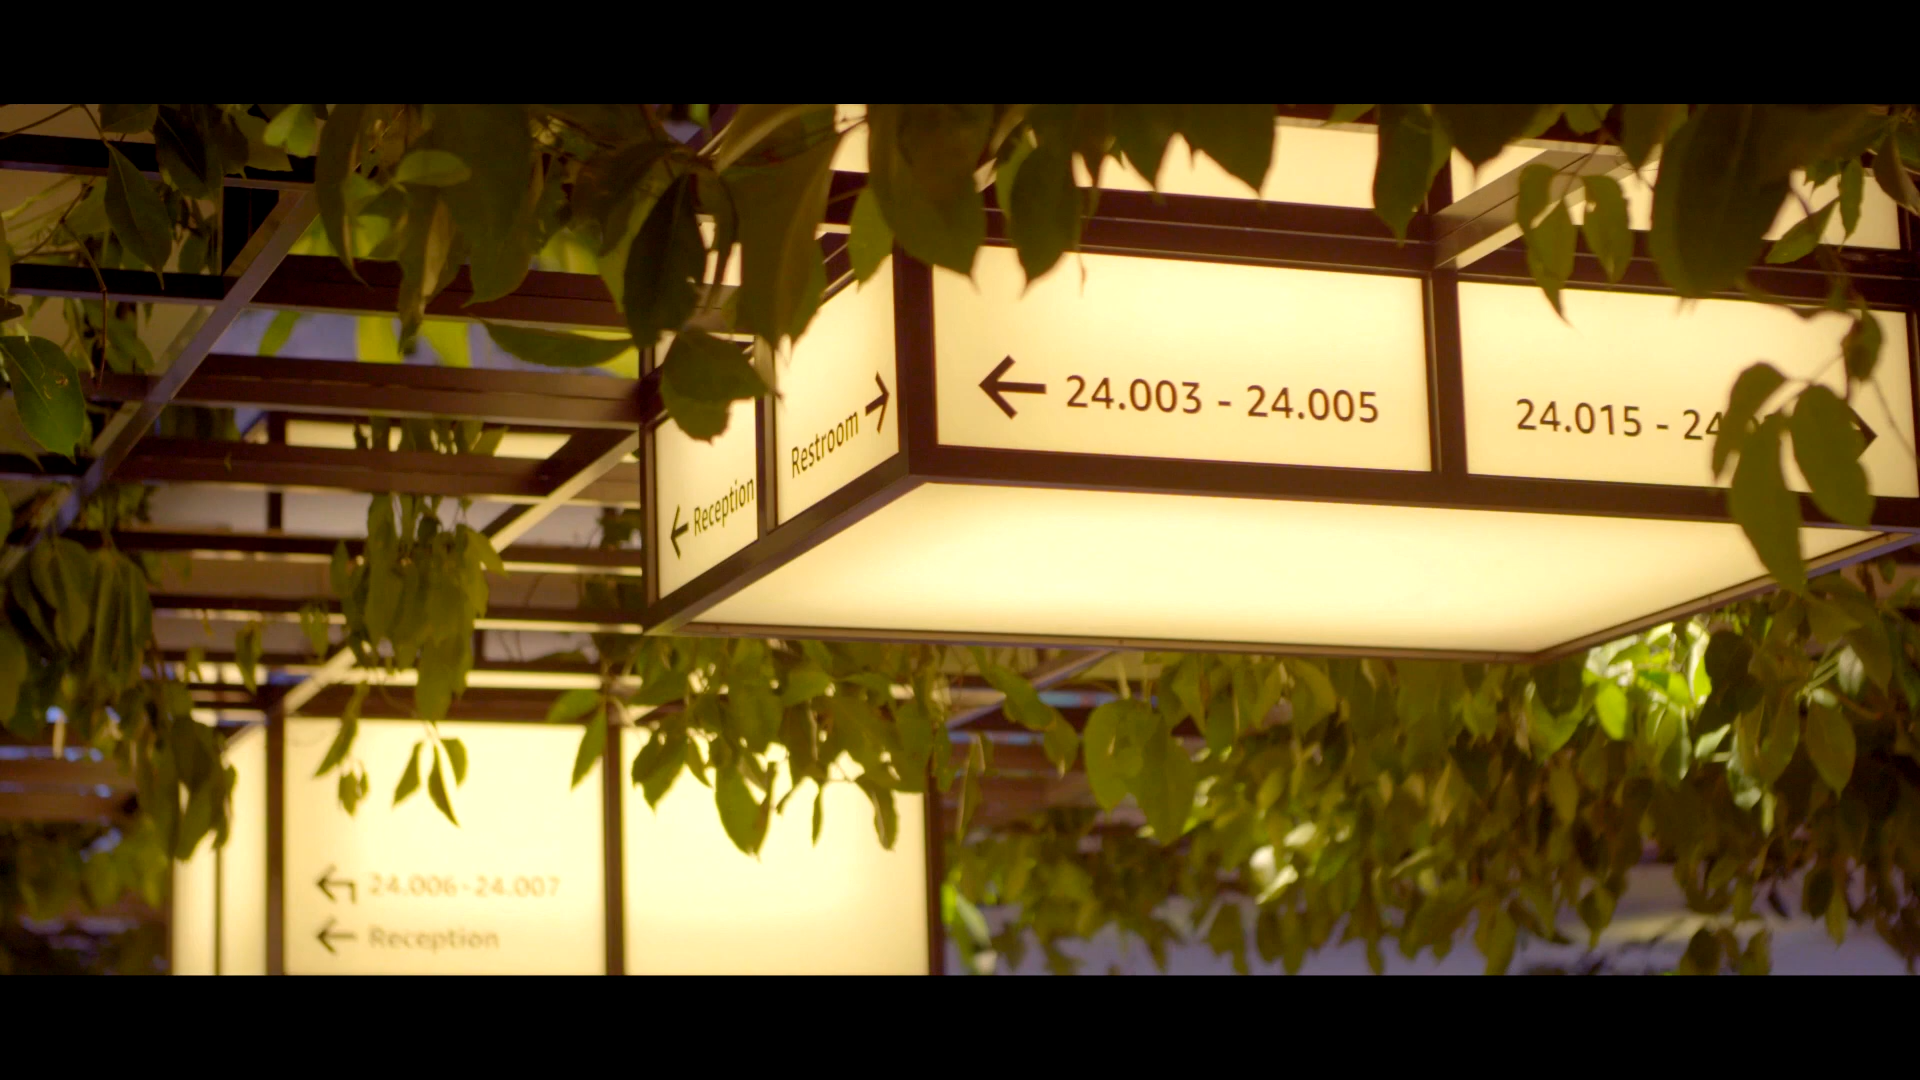 ← 24.003 - 24.005
24.015 - 24
Restroom →
← Reception
24.006-24.007
← Reception